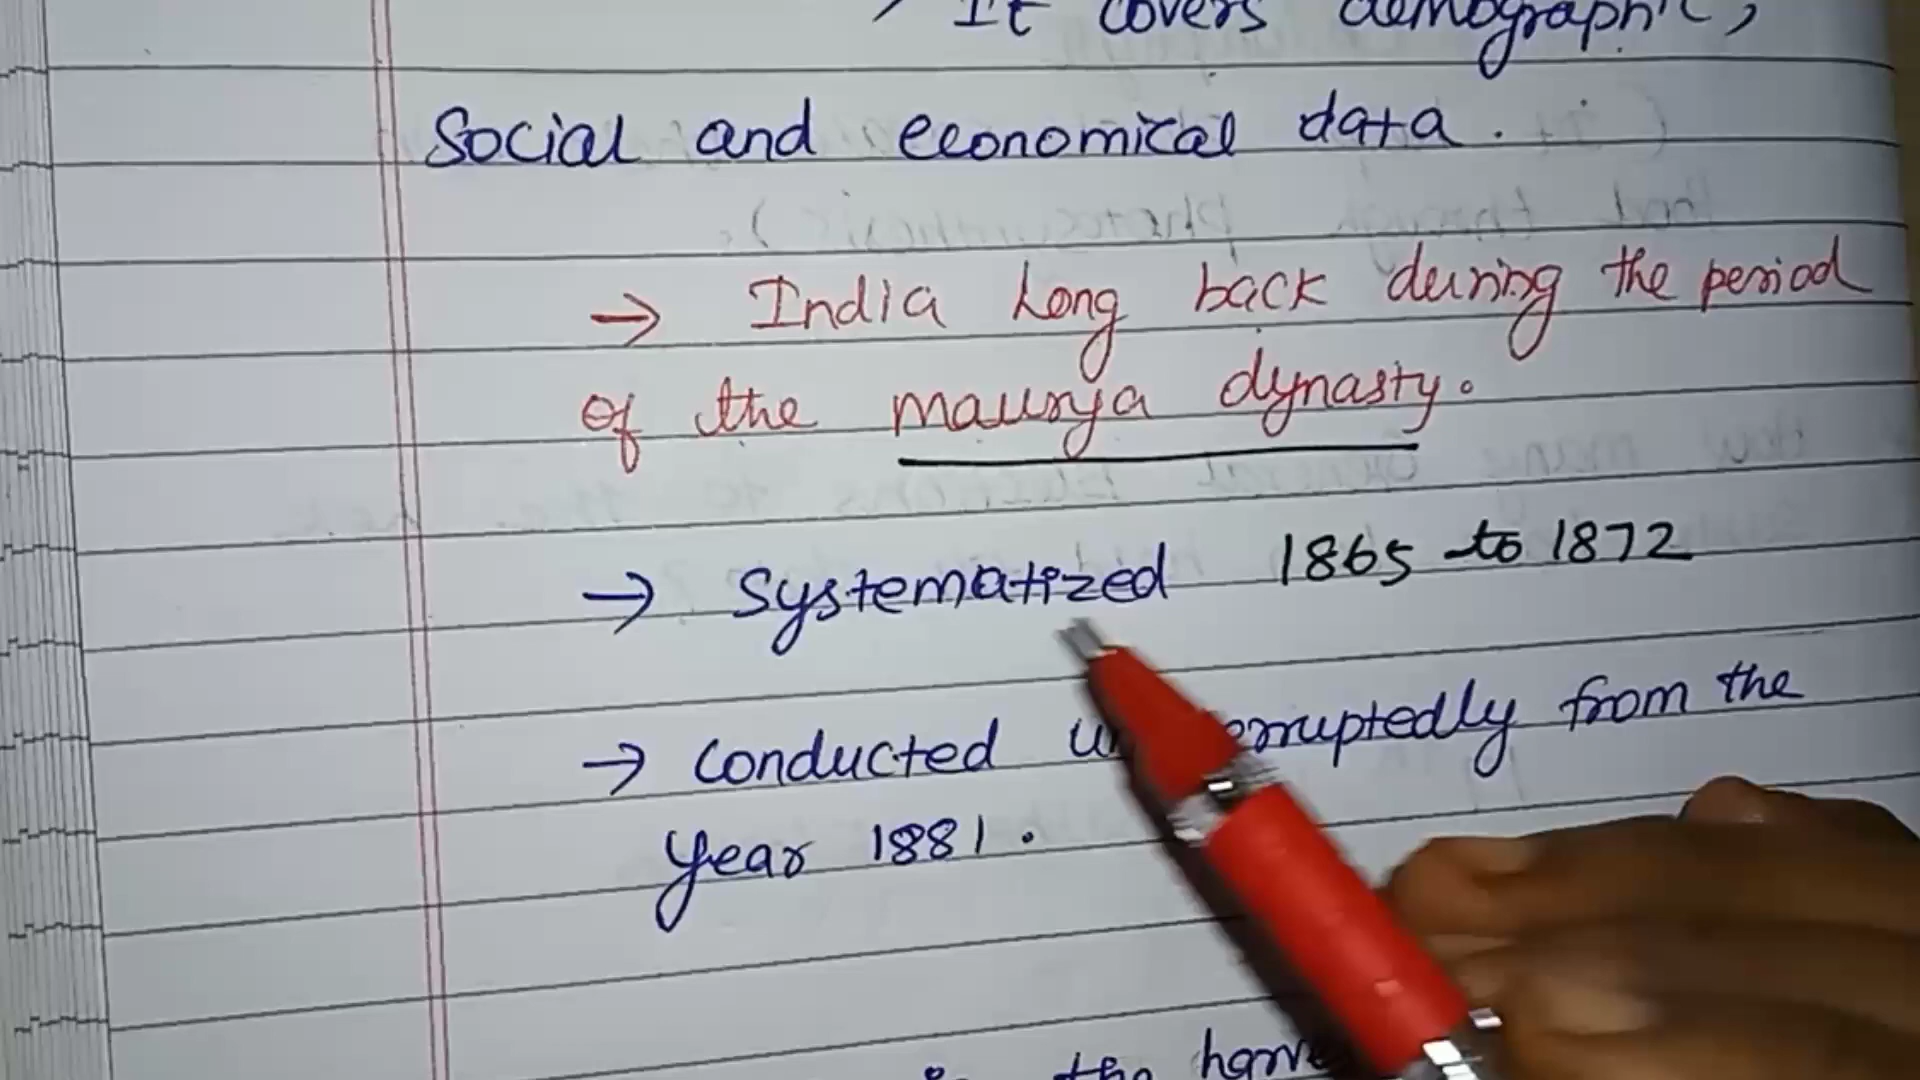 It covers demographic,
Social and economical data.
→ India Long back during the period
of the maurya dynasty.
→ Systematized 1865 to 1872
→ conducted from the
year 1881.
the